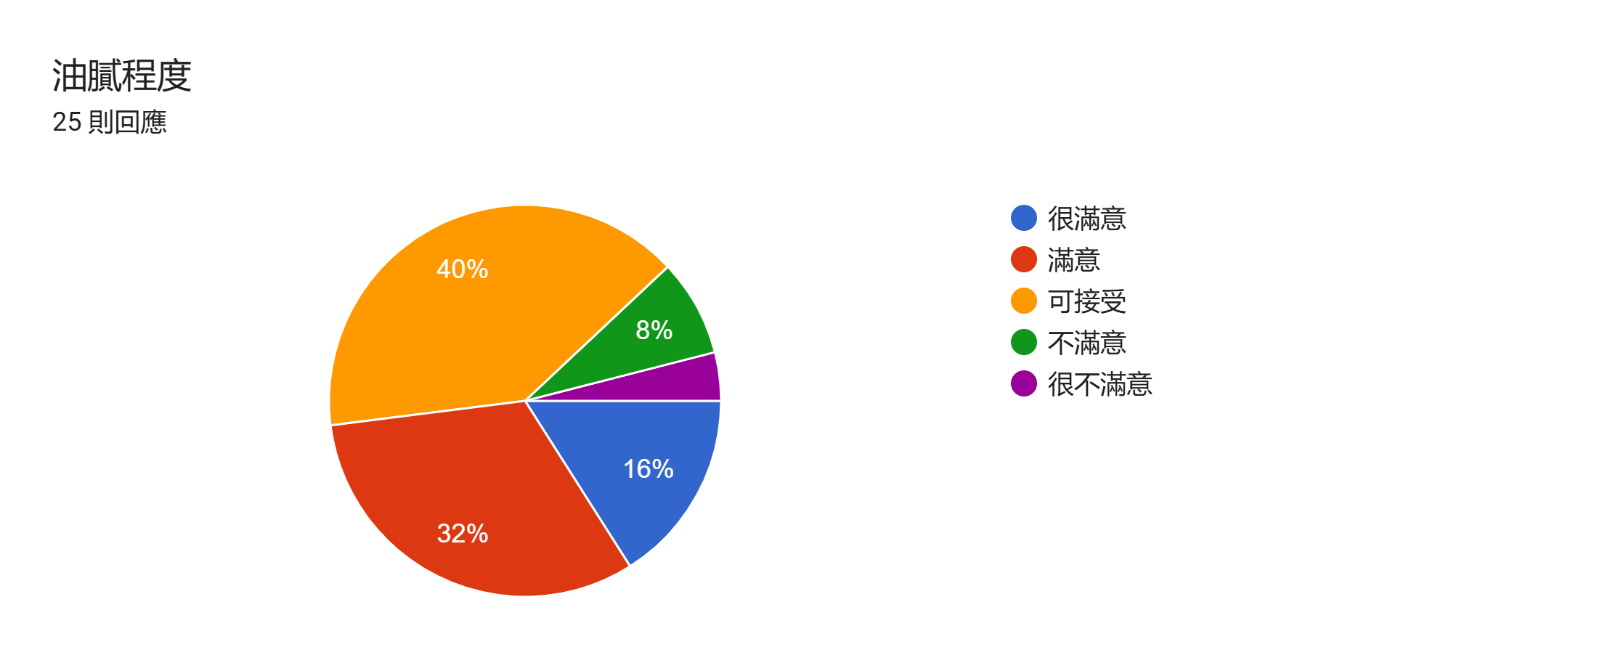 油膩程度
25 則回應
40%
8%
16%
32%
很滿意
滿意
可接受
不滿意
很不滿意